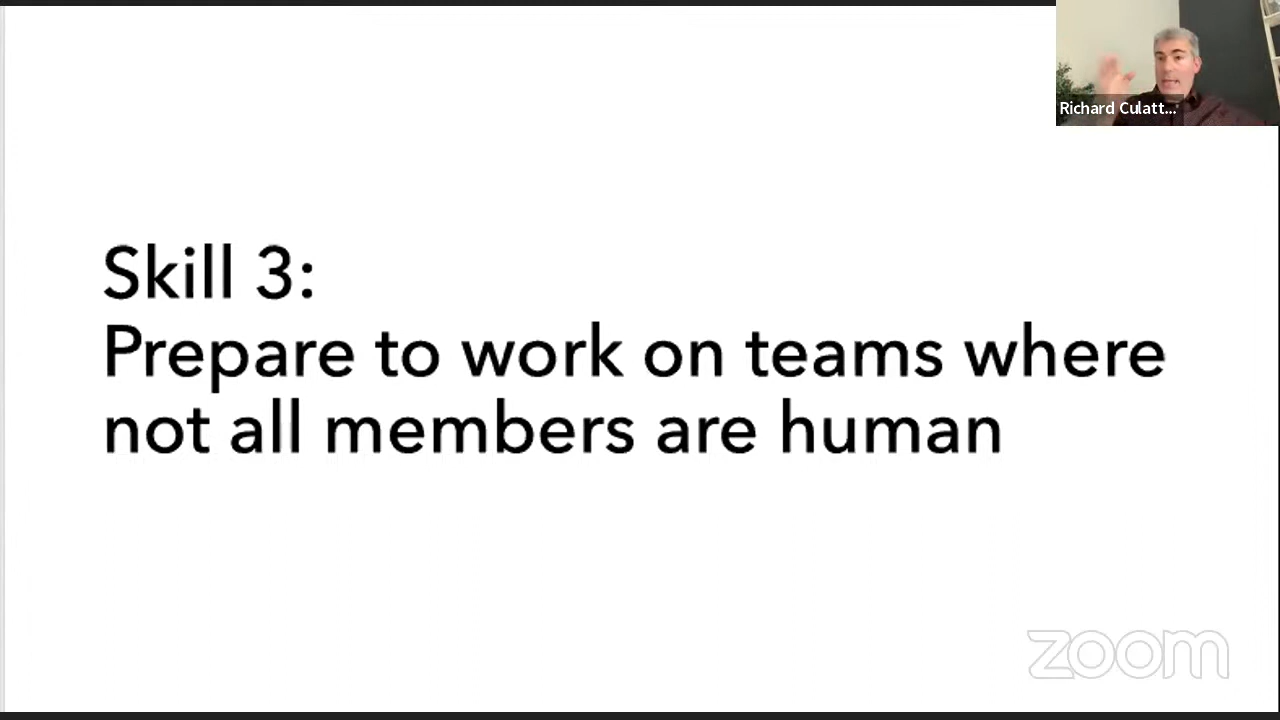 Richard Culatt...
Skill 3:
Prepare to work on teams where
not all members are human
zoom